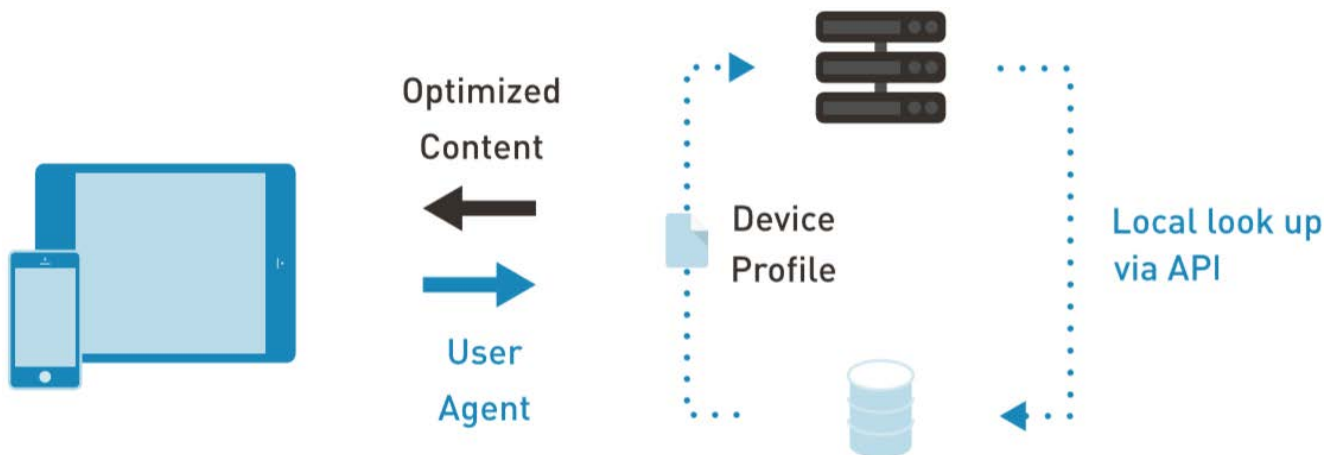 Optimized
Content
User
Agent
Device
Profile
Local look up
via API